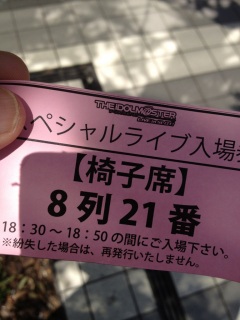 THE IDOLM@STER
スペシャルライブ入場券
【椅子席】
8列21番
18:30～18:50の間にご入場下さい。
※紛失した場合は、再発行いたしません。